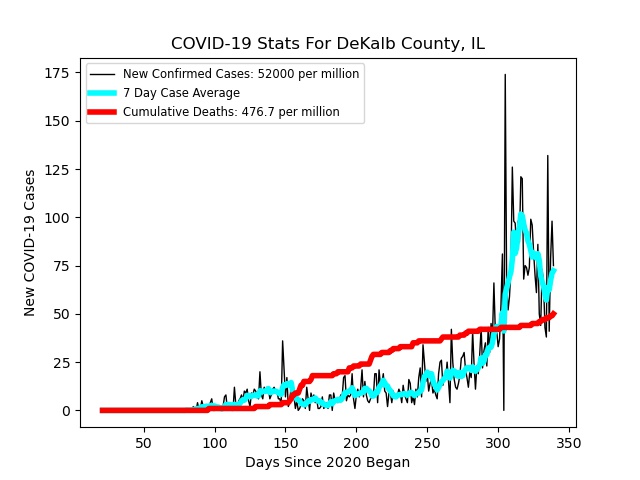 COVID-19 Stats For DeKalb County, IL
New Confirmed Cases: 52000 per million
7 Day Case Average
Cumulative Deaths: 476.7 per million
New COVID-19 Cases
175
150
125
100
75
50
25
0
50 100 150 200 250 300 350
Days Since 2020 Began